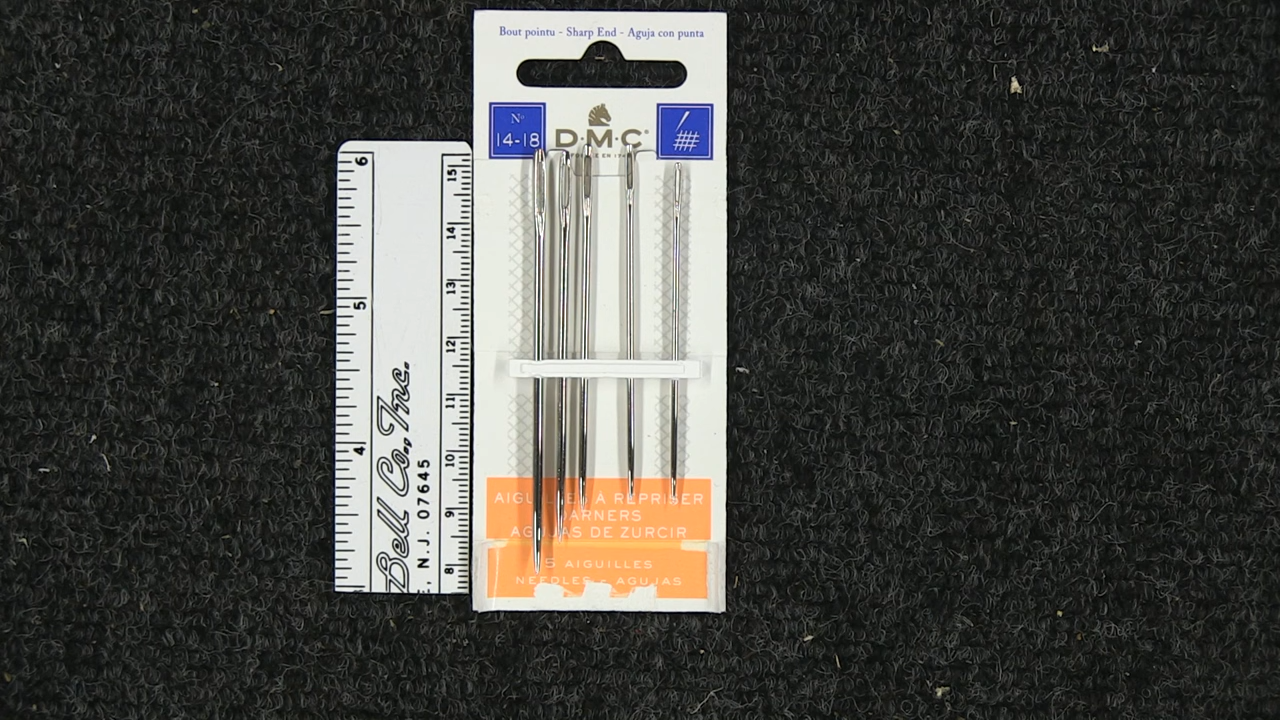 Bout pointu - Sharp End - Aguja con punta
Nº
14-18
D·M·C®
AIGUILLES À REPRISER
DARNERS
AGUJAS DE ZURCIR
5 AIGUILLES
NEEDLES - AGUJAS
6
5
4
15
14
13
12
11
10
9
8
Bell Co., Inc.
N.J. 07645